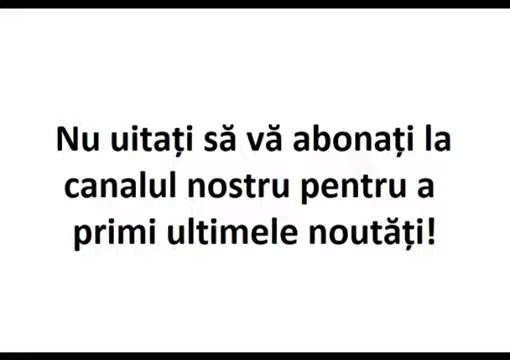 Nu uitați să vă abonați la
canalul nostru pentru a
primi ultimele noutăți!